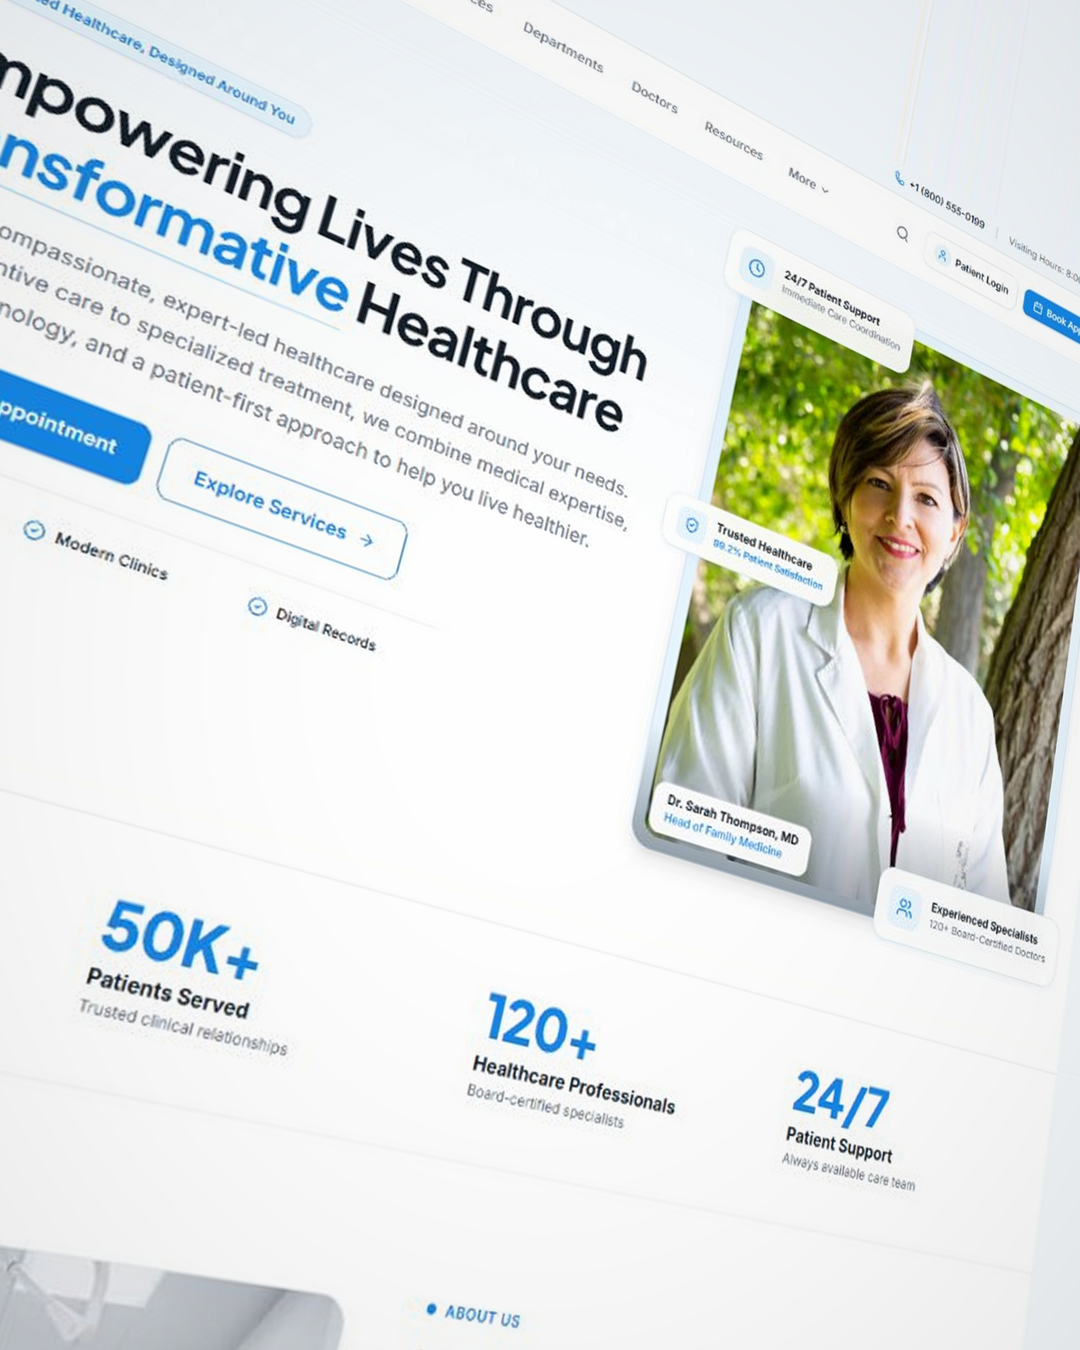 Departments
Doctors
Resources
More
+1 (800) 555-0199
Visiting Hours:
Patient Login
Book
Healthcare, Designed Around You
mpowering Lives Through
nsformative Healthcare
ompassionate, expert-led healthcare designed around your needs.
ntive care to specialized treatment, we combine medical expertise,
nology, and a patient-first approach to help you live healthier.
ppointment
Explore Services →
Modern Clinics
Digital Records
24/7 Patient Support
Immediate Care Coordination
Trusted Healthcare
99.2% Patient Satisfaction
Dr. Sarah Thompson, MD
Head of Family Medicine
Experienced Specialists
120+ Board-Certified Doctors
50K+
Patients Served
Trusted clinical relationships
120+
Healthcare Professionals
Board-certified specialists
24/7
Patient Support
Always available care team
ABOUT US